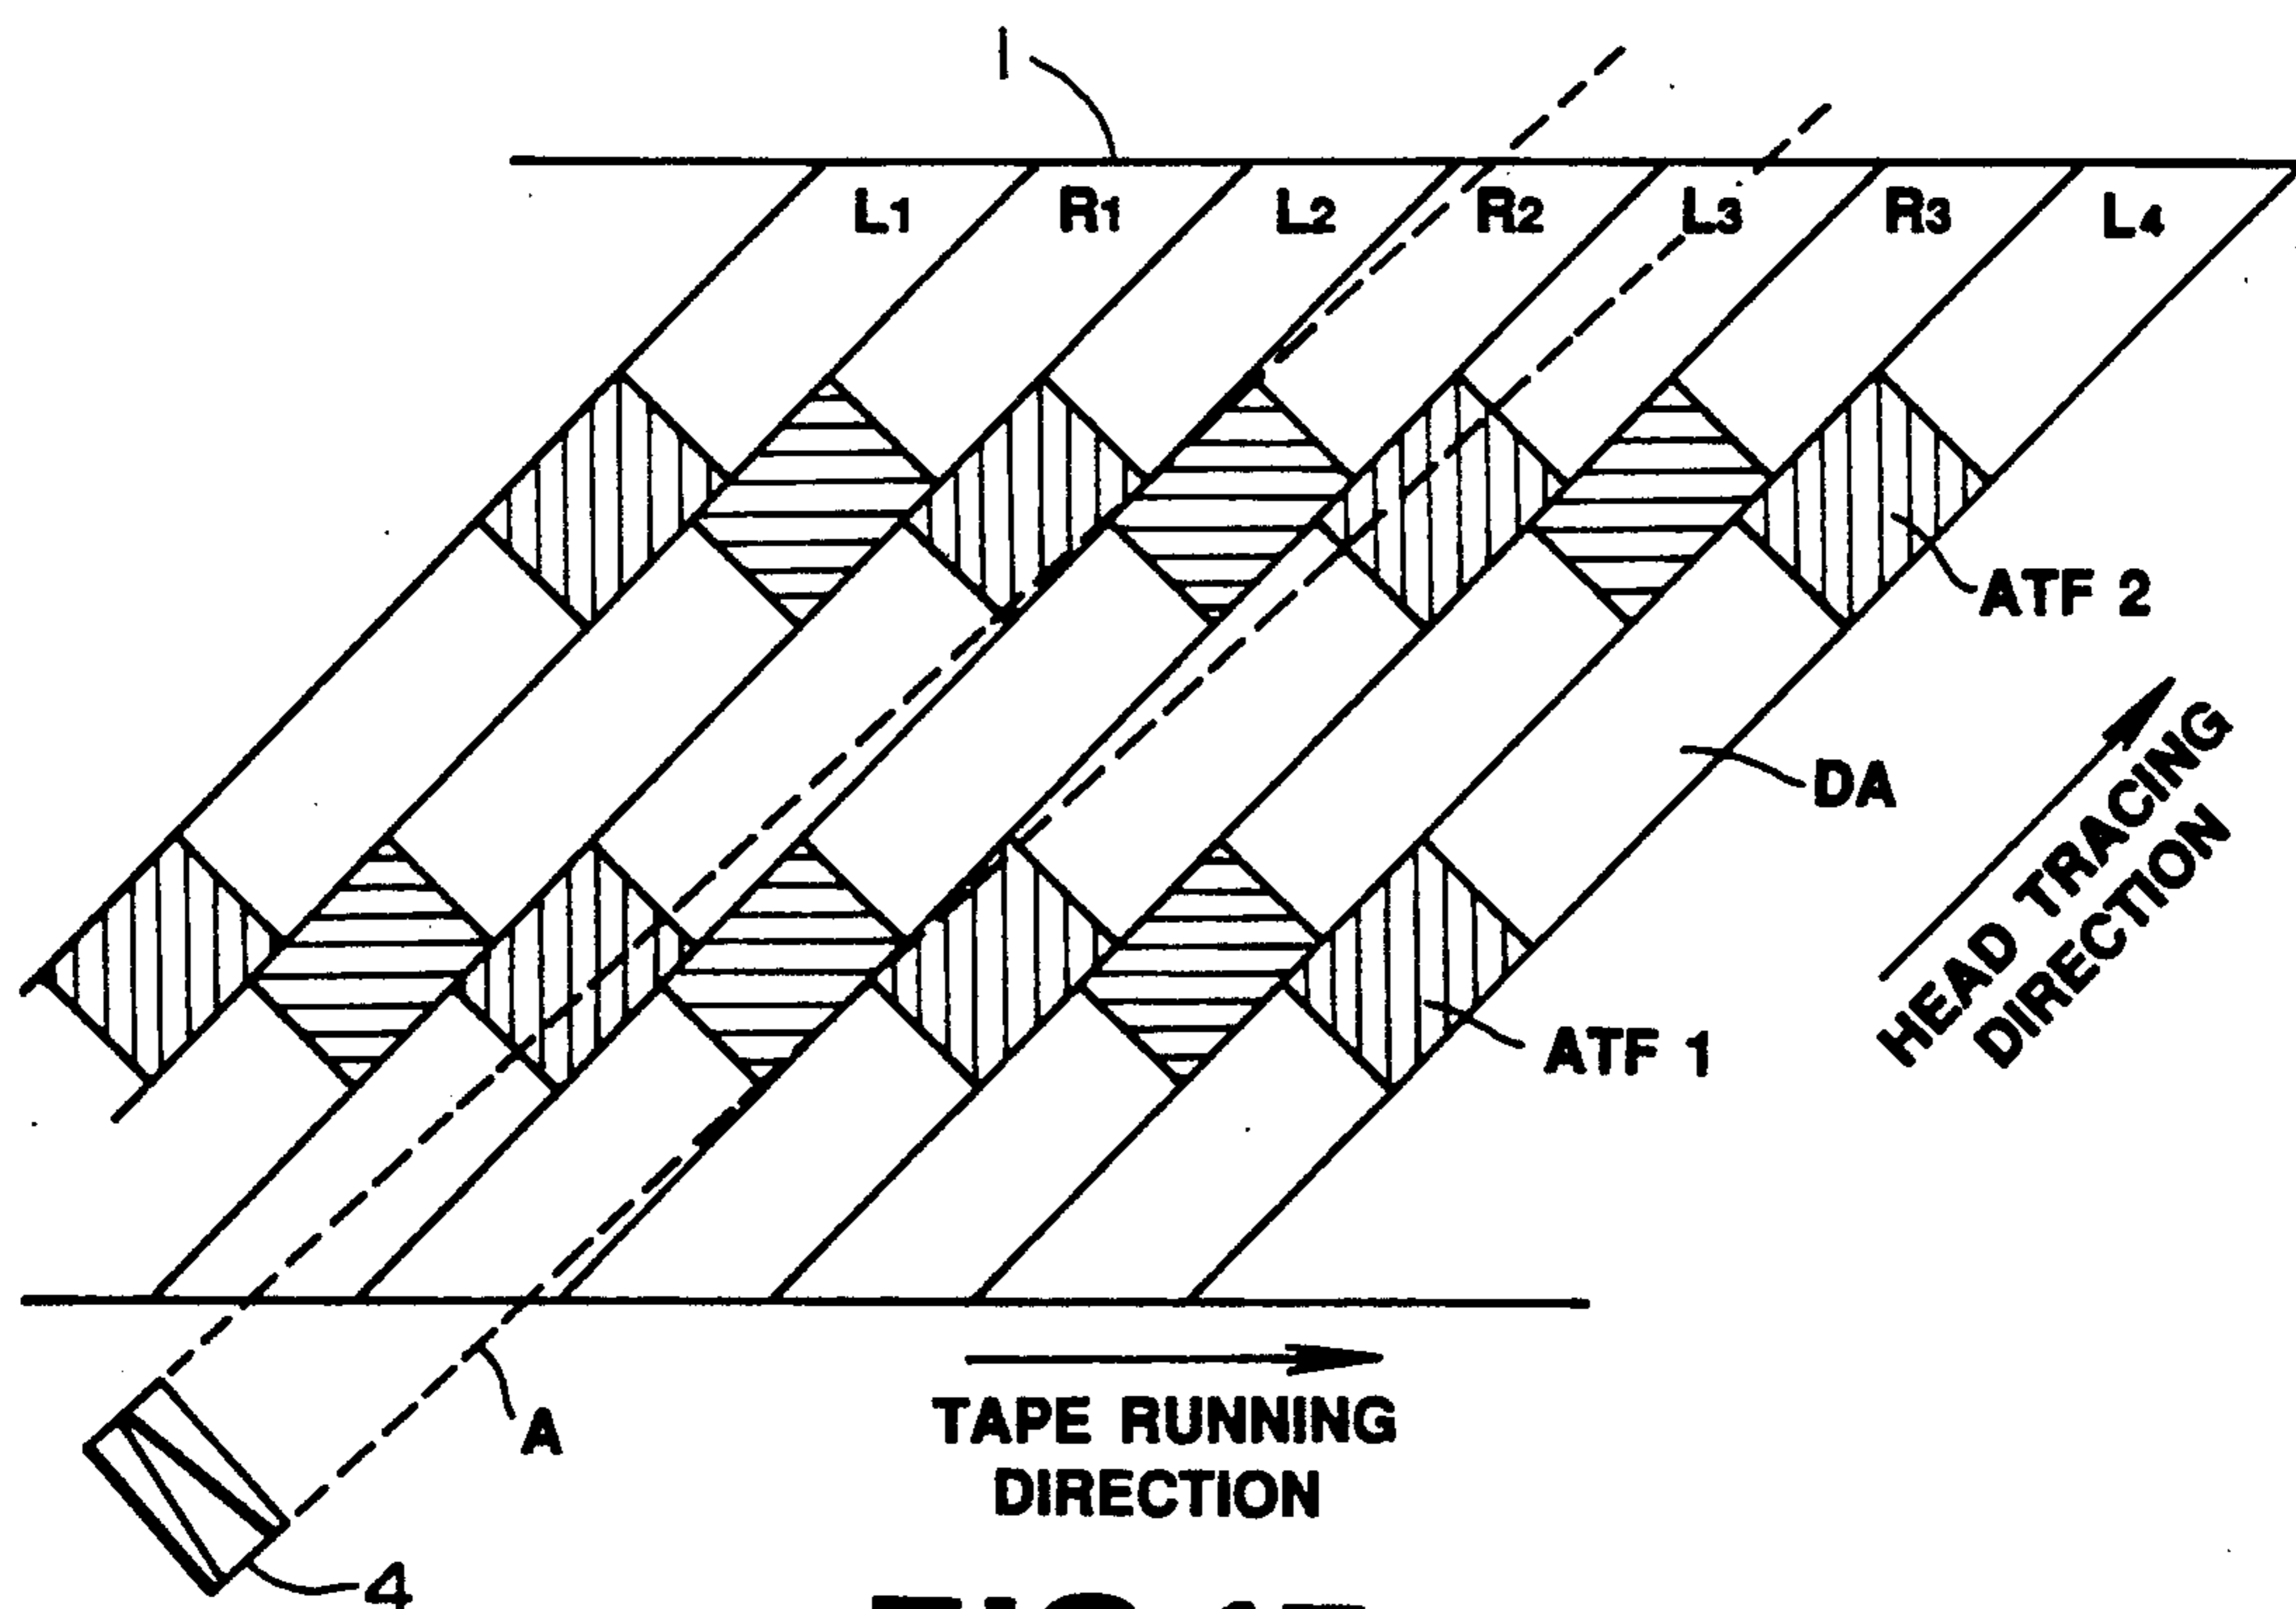 1
L1 R1 L2 R2 L3 R3 L4
ATF 2
DA
HEAD TRACING
DIRECTION
ATF 1
A
TAPE RUNNING
DIRECTION
4